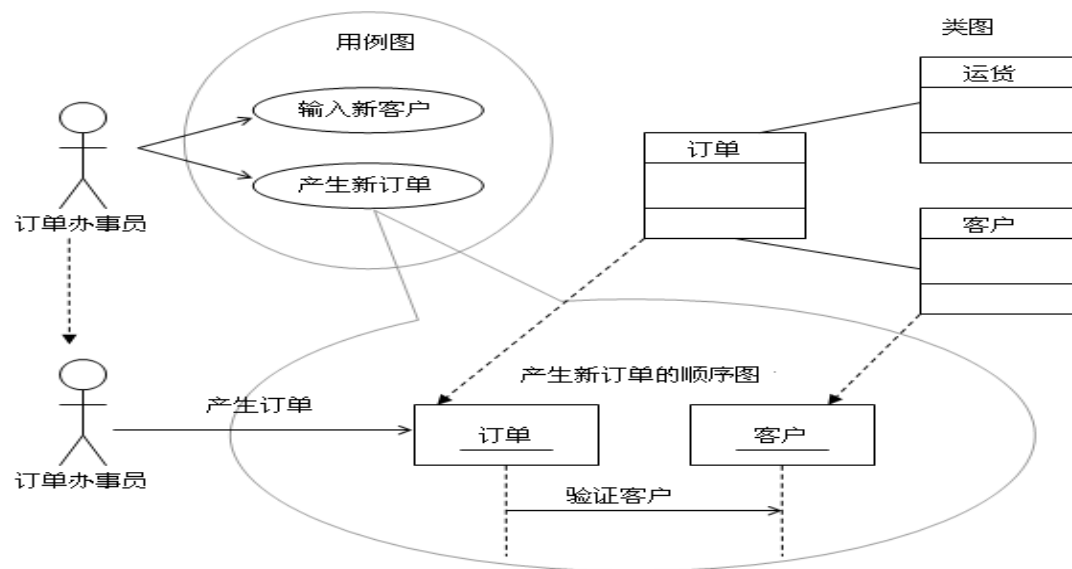 用例图
类图
输入新客户
产生新订单
订单办事员
运货
订单
客户
产生新订单的顺序图
产生订单
订单
客户
订单办事员
验证客户